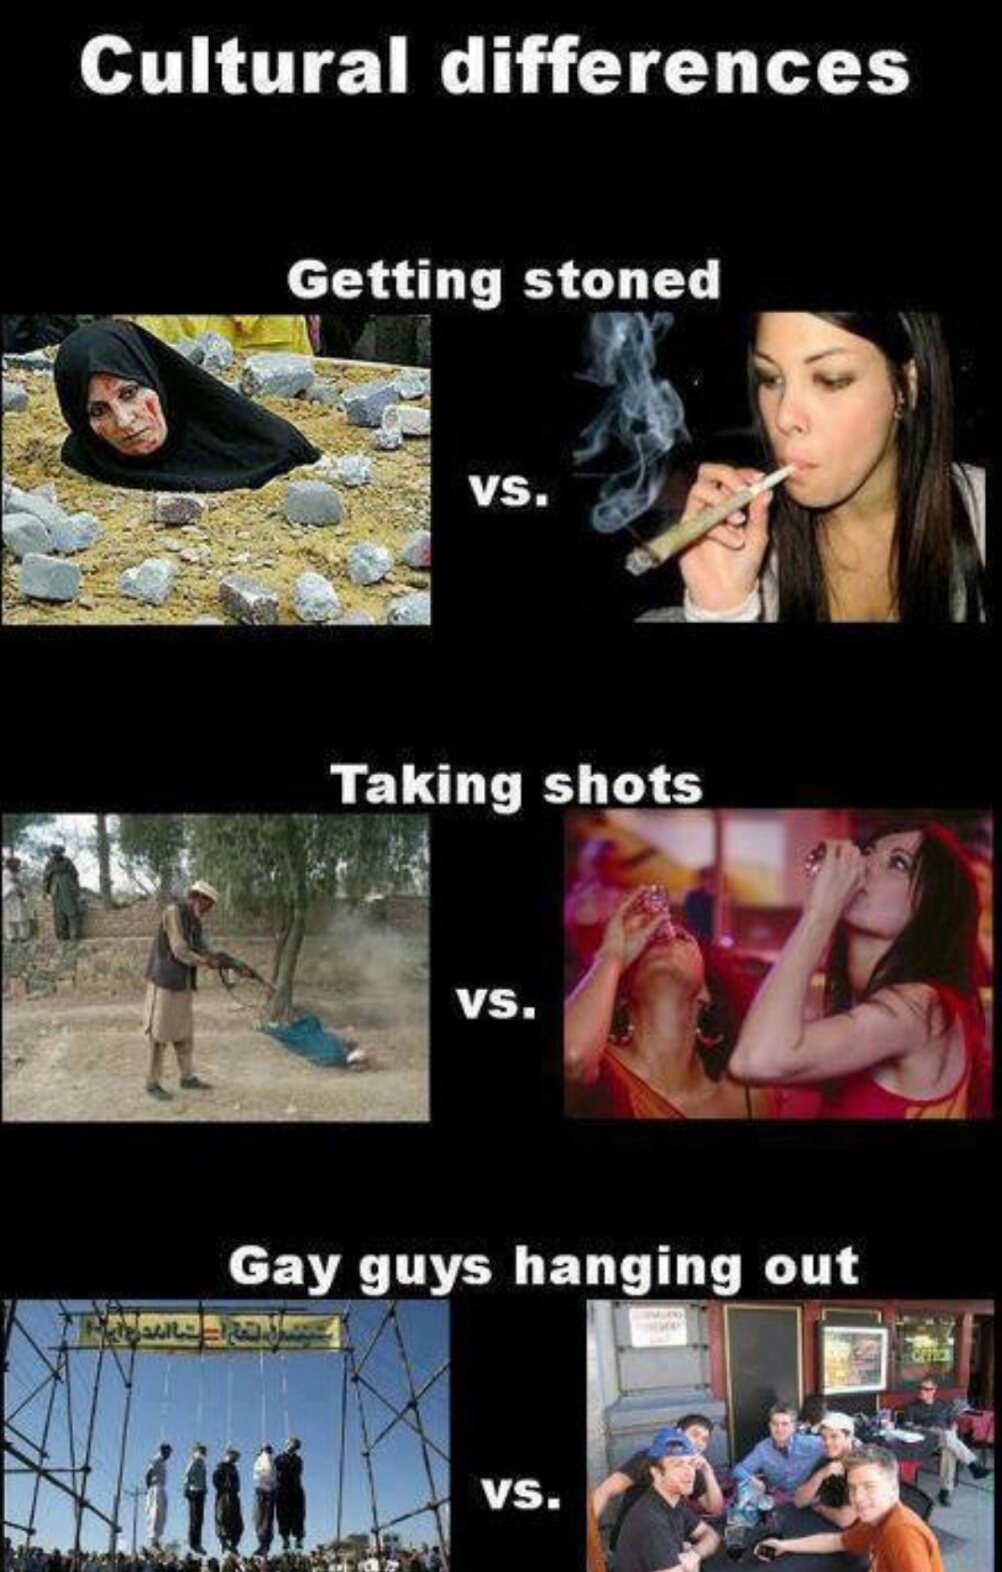 Cultural differences
Getting stoned
vs.
Taking shots
vs.
Gay guys hanging out
vs.